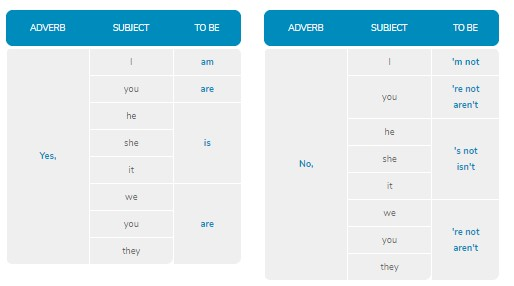 ADVERB SUBJECT TO BE
Yes, I am
you are
he
she is
it
we
you are
they
ADVERB SUBJECT TO BE
No, I 'm not
you 're not
aren't
he
she 's not
isn't
it
we
you 're not
aren't
they